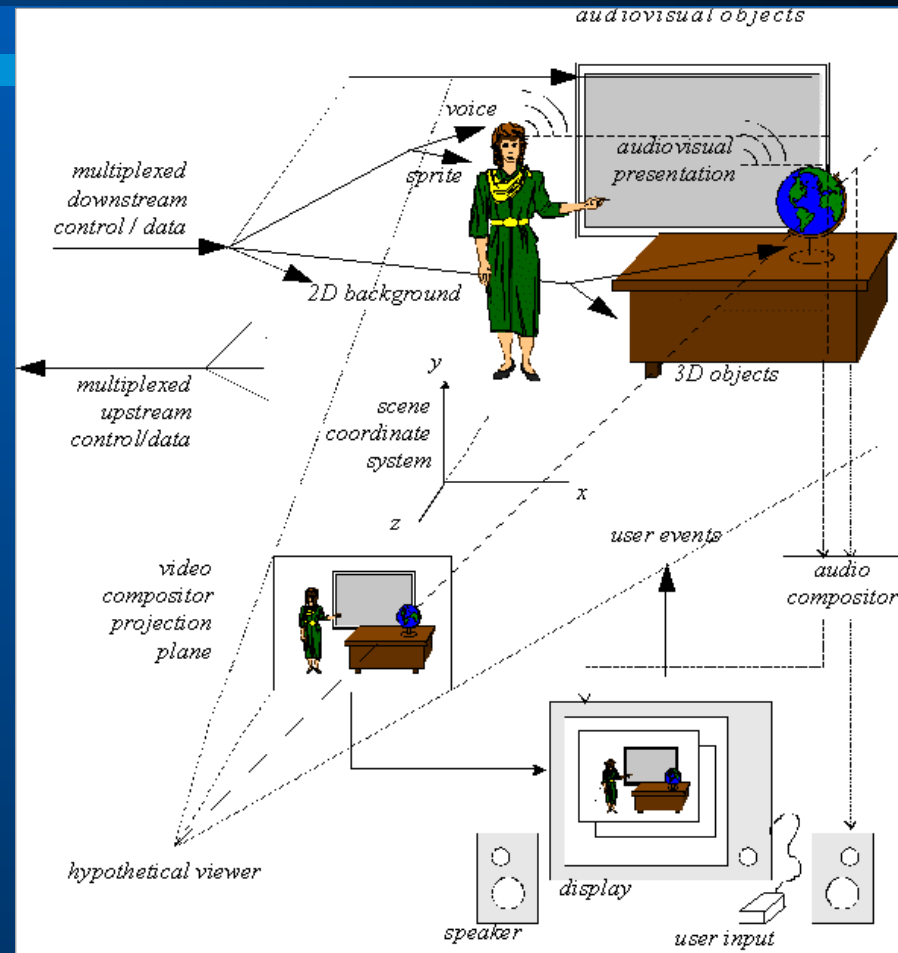 audiovisual objects
voice
audiovisual
presentation
multiplexed
downstream
control / data
sprite
2D background
3D objects
multiplexed
upstream
control/data
y
scene
coordinate
system
x
z
user events
video
compositor
projection
plane
audio
compositor
hypothetical viewer
display
speaker
user input